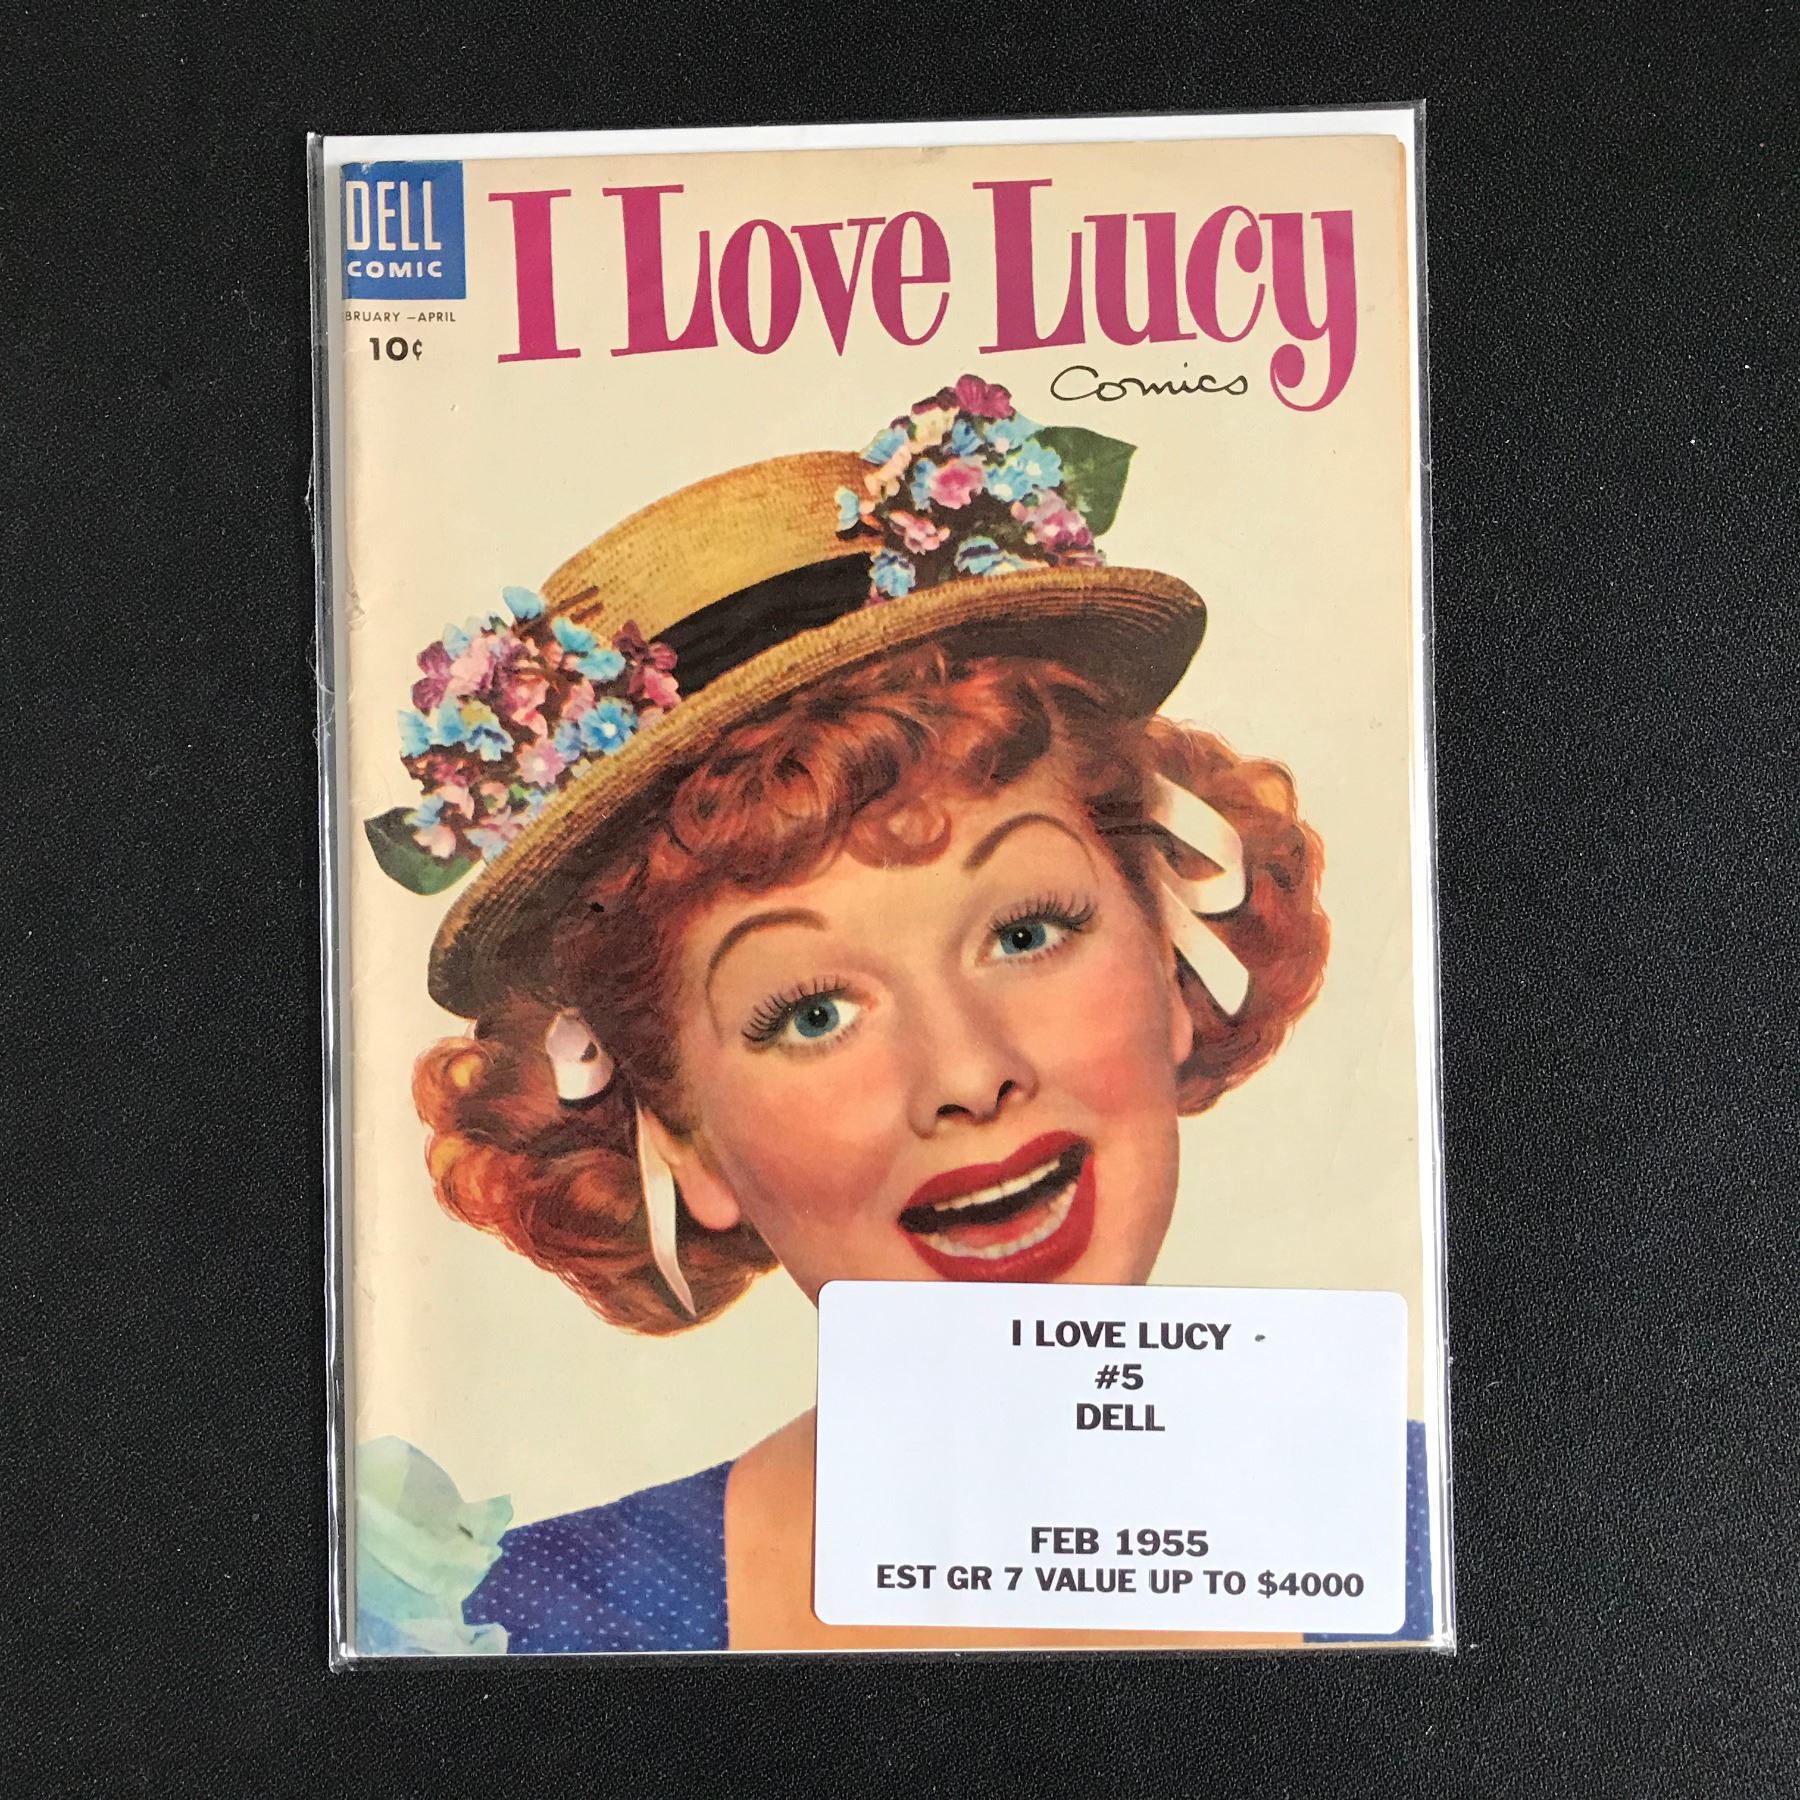 DELL
COMIC
BRUARY – APRIL
10¢
I LOVE LUCY
Comics
I LOVE LUCY -
#5
DELL
FEB 1955
EST GR 7 VALUE UP TO $4000